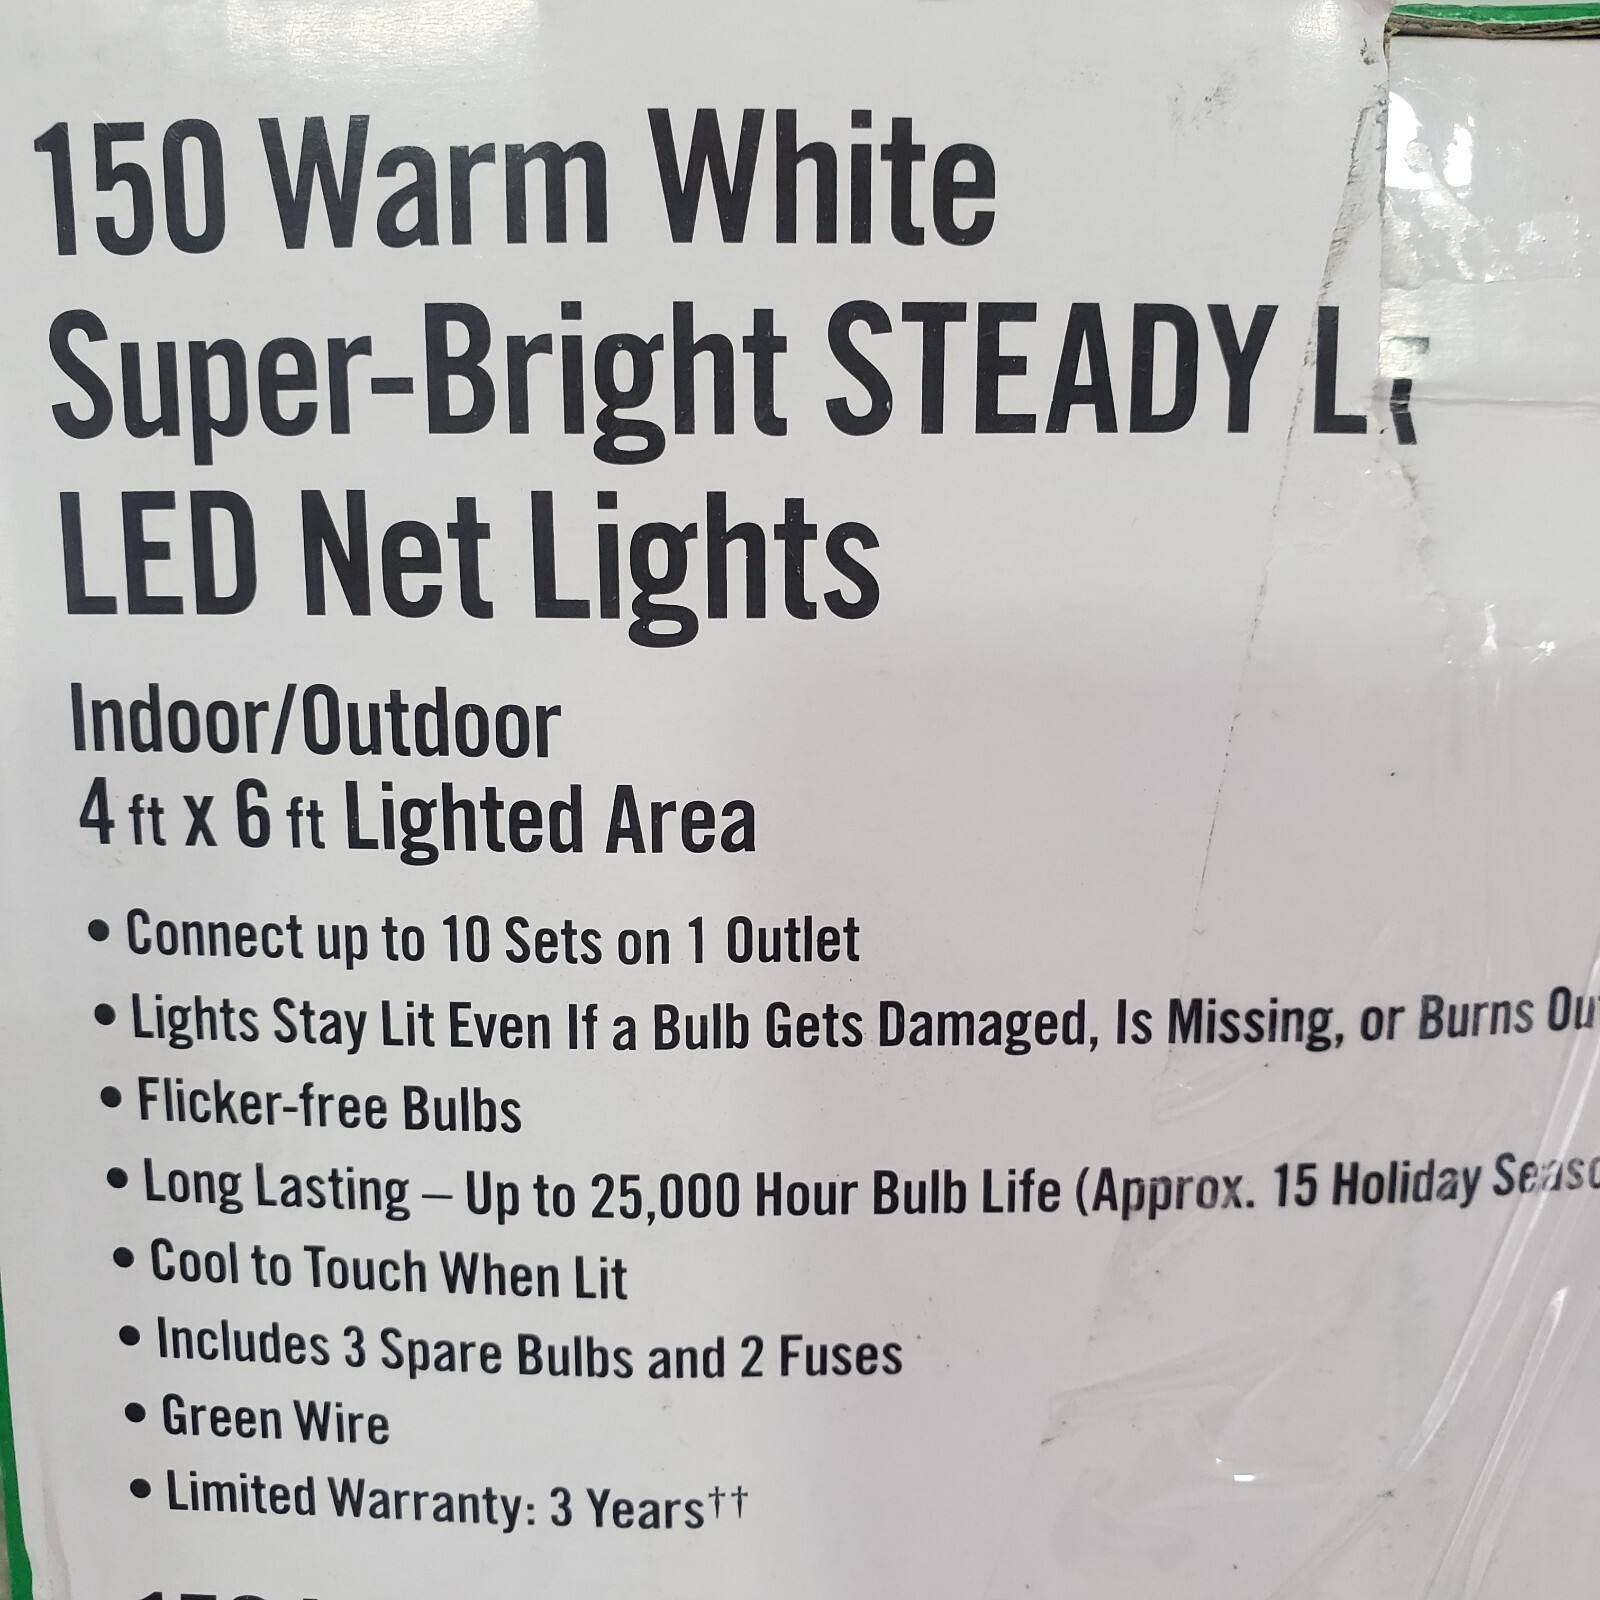 150 Warm White
Super-Bright STEADY
LED Net Lights
Indoor/Outdoor
4 ft x 6 ft Lighted Area
• Connect up to 10 Sets on 1 Outlet
• Lights Stay Lit Even If a Bulb Gets Damaged, Is Missing, or Burns
• Flicker-free Bulbs
• Long Lasting – Up to 25,000 Hour Bulb Life (Approx. 15 Holiday
• Cool to Touch When Lit
• Includes 3 Spare Bulbs and 2 Fuses
• Green Wire
• Limited Warranty: 3 Years††